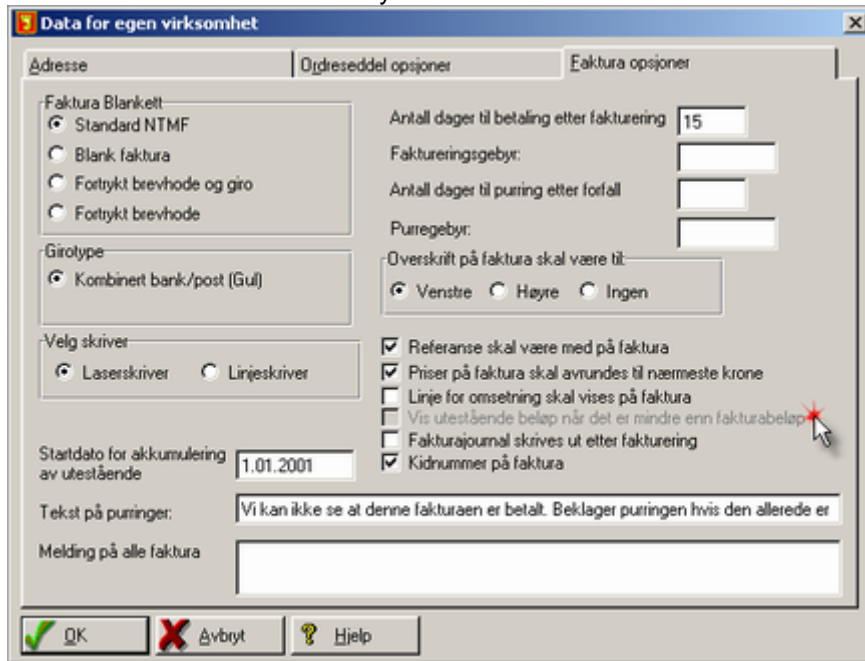 Data for egen virksomhet
Adresse
Ordreseddel opsjoner
Faktura opsjoner
Faktura Blankett
Standard NTMF
Blank faktura
Fortrykt brevhode og giro
Fortrykt brevhode
Antall dager til betaling etter fakturering 15
Faktureringsgebyr:
Antall dager til purring etter forfall
Purregebyr:
Girotype
Kombinert bank/post (Gul)
Overskrift på faktura skal være til:
Venstre Høyre Ingen
Velg skriver
Laserskriver Linjeskriver
Referanse skal være med på faktura
Priser på faktura skal avrundes til nærmeste krone
Linje for omsetning skal vises på faktura
Vis utestående beløp når det er mindre enn fakturabeløp
Fakturajournal skrives ut etter fakturering
Kidnummer på faktura
Startdato for akkumulering
av utestående 1.01.2001
Tekst på purringer: Vi kan ikke se at denne fakturaen er betalt. Beklager purringen hvis den allerede er
Melding på alle faktura
OK Avbryt Hjelp